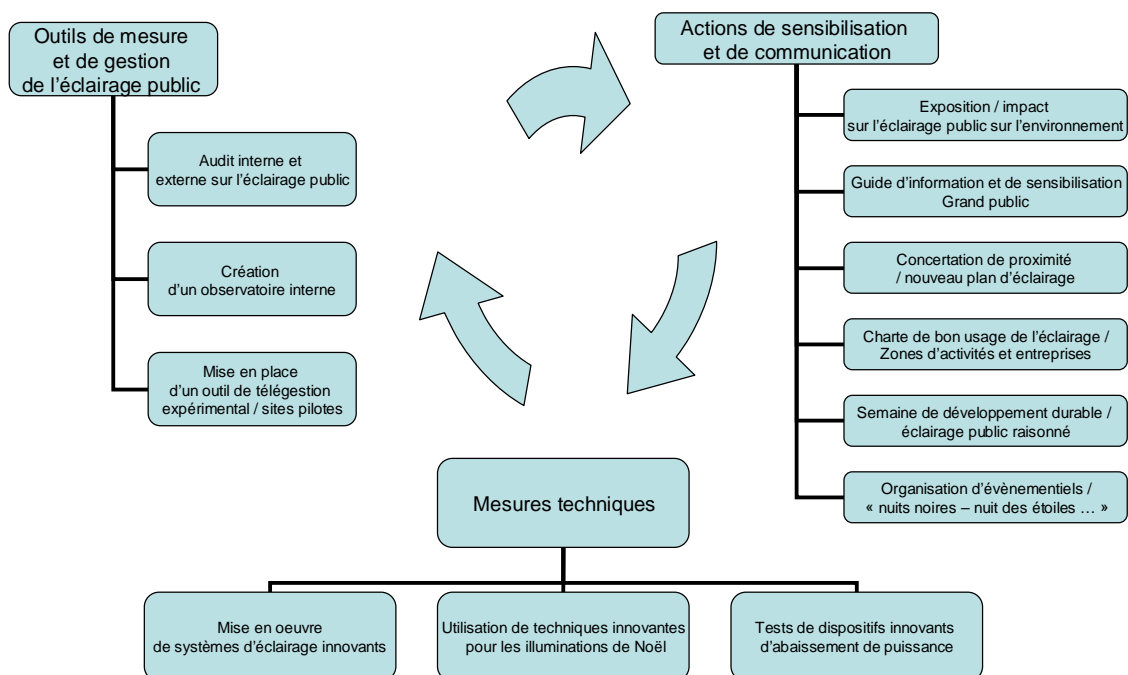 Outils de mesure
et de gestion
de l'éclairage public
Audit interne et
externe sur l'éclairage public
Création
d'un observatoire interne
Mise en place
d'un outil de télégestion
expérimental / sites pilotes
Actions de sensibilisation
et de communication
Exposition / impact
sur l'éclairage public sur l'environnement
Guide d'information et de sensibilisation
Grand public
Concertation de proximité
/ nouveau plan d'éclairage
Charte de bon usage de l'éclairage /
Zones d'activités et entreprises
Semaine de développement durable /
éclairage public raisonné
Organisation d'évènementiels /
« nuits noires – nuit des étoiles … »
Mesures techniques
Mise en oeuvre
de systèmes d'éclairage innovants
Utilisation de techniques innovantes
pour les illuminations de Noël
Tests de dispositifs innovants
d'abaissement de puissance